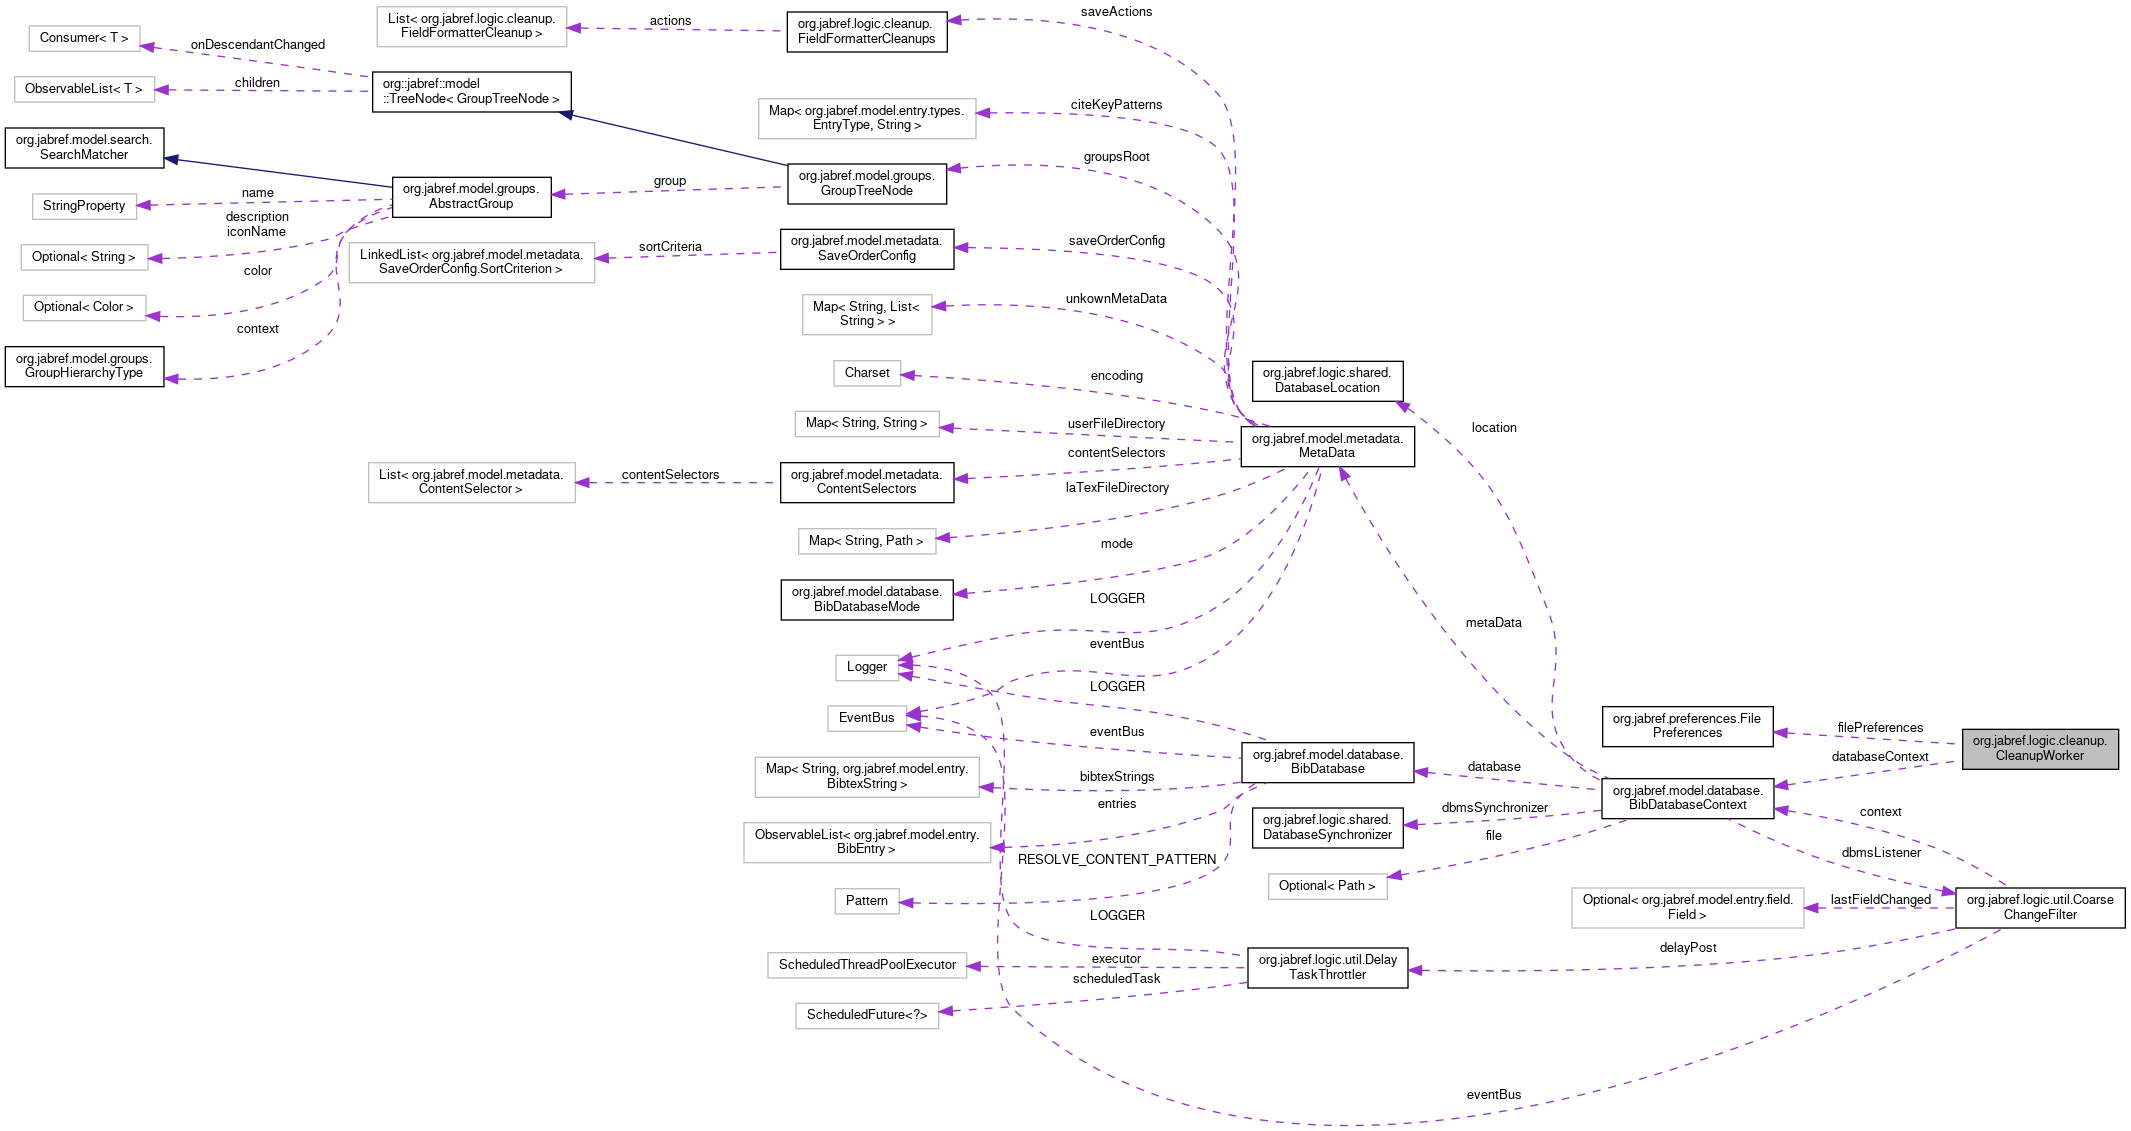 List< org.jabref.logic.cleanup.
FieldFormatterCleanup >
actions
org.jabref.logic.cleanup.
FieldFormatterCleanups
saveActions
Consumer< T >
onDescendantChanged
ObservableList< T >
children
org::jabref::model
::TreeNode< GroupTreeNode >
Map< org.jabref.model.entry.types.
EntryType, String >
citeKeyPatterns
org.jabref.model.search.
SearchMatcher
groupsRoot
org.jabref.model.groups.
GroupTreeNode
group
org.jabref.model.groups.
AbstractGroup
name
StringProperty
description
iconName
Optional< String >
color
Optional< Color >
context
org.jabref.model.groups.
GroupHierarchyType
LinkedList< org.jabref.model.metadata.
SaveOrderConfig.SortCriterion >
sortCriteria
org.jabref.model.metadata.
SaveOrderConfig
saveOrderConfig
Map< String, List<
String > >
unkownMetaData
Charset
encoding
org.jabref.logic.shared.
DatabaseLocation
location
Map< String, String >
userFileDirectory
org.jabref.model.metadata.
MetaData
contentSelectors
List< org.jabref.model.metadata.
ContentSelector >
contentSelectors
org.jabref.model.metadata.
ContentSelectors
laTexFileDirectory
Map< String, Path >
mode
org.jabref.model.database.
BibDatabaseMode
LOGGER
metaData
eventBus
Logger
LOGGER
EventBus
eventBus
org.jabref.preferences.File
Preferences
filePreferences
org.jabref.logic.cleanup.
CleanupWorker
databaseContext
org.jabref.model.database.
BibDatabase
database
Map< String, org.jabref.model.entry.
BibtexString >
bibtexStrings
org.jabref.model.database.
BibDatabaseContext
entries
dbmsSynchronizer
org.jabref.logic.shared.
DatabaseSynchronizer
context
ObservableList< org.jabref.model.entry.
BibEntry >
file
RESOLVE_CONTENT_PATTERN
dbmsListener
Optional< Path >
Pattern
Optional< org.jabref.model.entry.field.
Field >
lastFieldChanged
org.jabref.logic.util.Coarse
ChangeFilter
LOGGER
delayPost
ScheduledThreadPoolExecutor
executor
org.jabref.logic.util.Delay
TaskThrottler
scheduledTask
ScheduledFuture<?>
eventBus